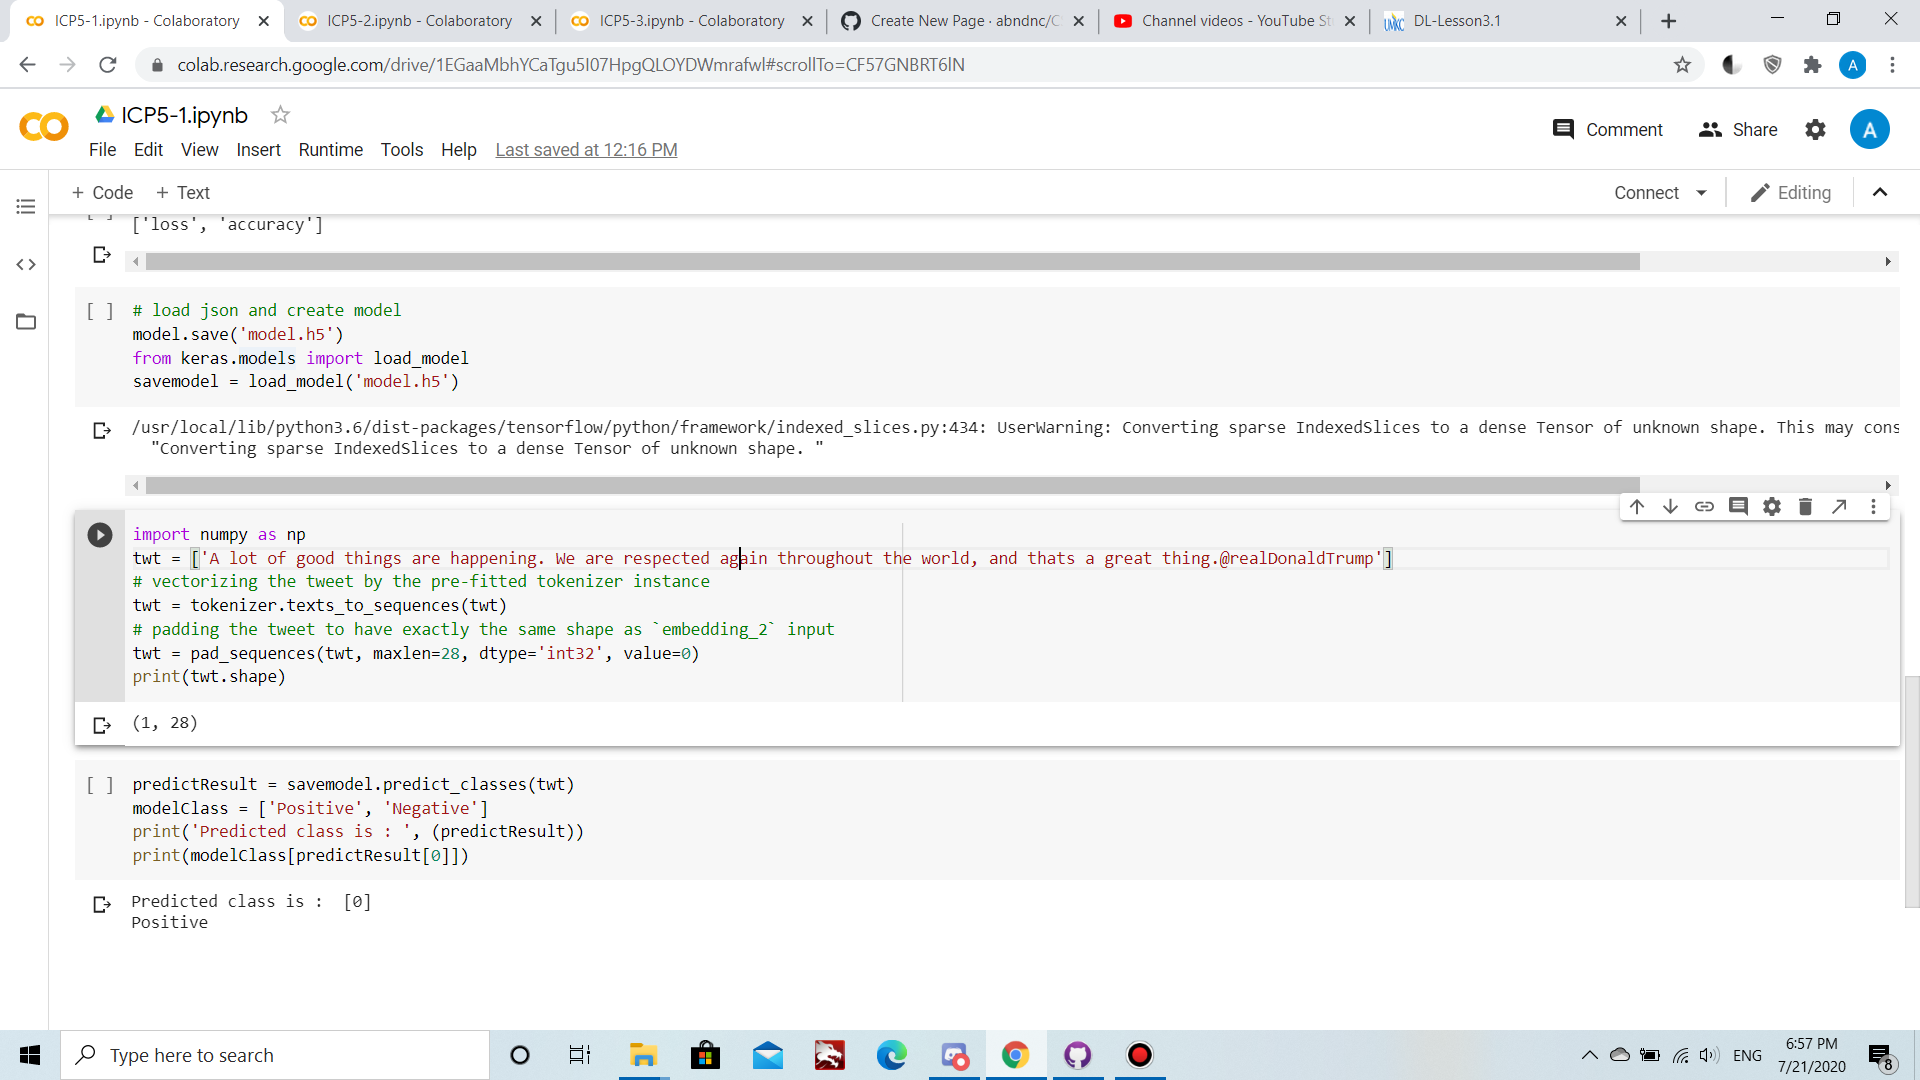 ICP5-1.ipynb - Colaboratory
ICP5-2.ipynb - Colaboratory
ICP5-3.ipynb - Colaboratory
Create New Page · abndnc/C
Channel videos - YouTube St
UMKC DL-Lesson3.1
colab.research.google.com/drive/1EGaaMbhYCaTgu5I07HpgQLOYDWmrafwl#scrollTo=CF57GNBRT6lN
A
ICP5-1.ipynb
Comment
Share
A
File Edit View Insert Runtime Tools Help Last saved at 12:16 PM
+ Code + Text
Connect
Editing
['loss', 'accuracy']
[ ] # load json and create model
model.save('model.h5')
from keras.models import load_model
savemodel = load_model('model.h5')
/usr/local/lib/python3.6/dist-packages/tensorflow/python/framework/indexed_slices.py:434: UserWarning: Converting sparse IndexedSlices to a dense Tensor of unknown shape. This may cons
"Converting sparse IndexedSlices to a dense Tensor of unknown shape. "
import numpy as np
twt = ['A lot of good things are happening. We are respected again throughout the world, and thats a great thing.@realDonaldTrump']
# vectorizing the tweet by the pre-fitted tokenizer instance
twt = tokenizer.texts_to_sequences(twt)
# padding the tweet to have exactly the same shape as `embedding_2` input
twt = pad_sequences(twt, maxlen=28, dtype='int32', value=0)
print(twt.shape)
(1, 28)
[ ] predictResult = savemodel.predict_classes(twt)
modelClass = ['Positive', 'Negative']
print('Predicted class is : ', (predictResult))
print(modelClass[predictResult[0]])
Predicted class is :  [0]
Positive
Type here to search
ENG
6:57 PM
7/21/2020
8